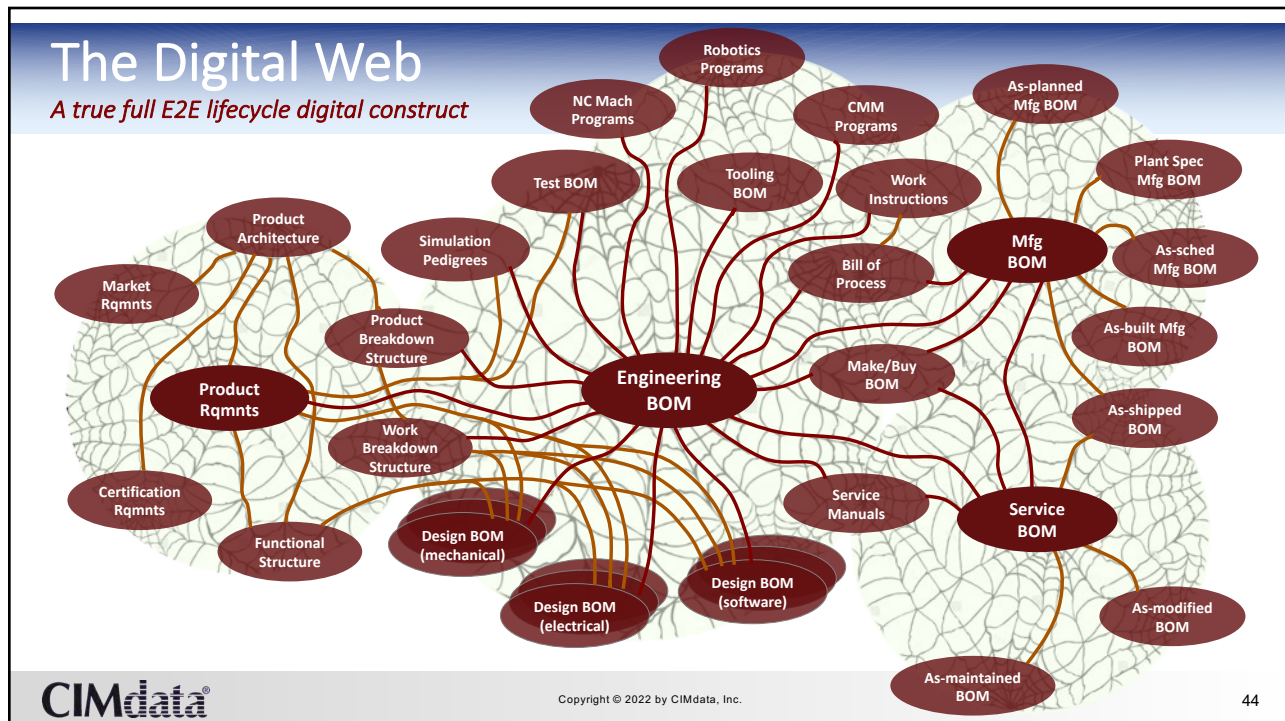 The Digital Web
A true full E2E lifecycle digital construct
Robotics
Programs
NC Mach
Programs
CMM
Programs
As-planned
Mfg BOM
Test BOM
Tooling
BOM
Work
Instructions
Plant Spec
Mfg BOM
Product
Architecture
Simulation
Pedigrees
Mfg
BOM
As-sched
Mfg BOM
Market
Rqmnts
Bill of
Process
Product
Breakdown
Structure
As-built Mfg
BOM
Product
Rqmnts
Engineering
BOM
Make/Buy
BOM
As-shipped
BOM
Work
Breakdown
Structure
Certification
Rqmnts
Service
Manuals
Service
BOM
Functional
Structure
Design BOM
(mechanical)
Design BOM
(electrical)
Design BOM
(software)
As-modified
BOM
As-maintained
BOM
CIMdata®
Copyright © 2022 by CIMdata, Inc.
44